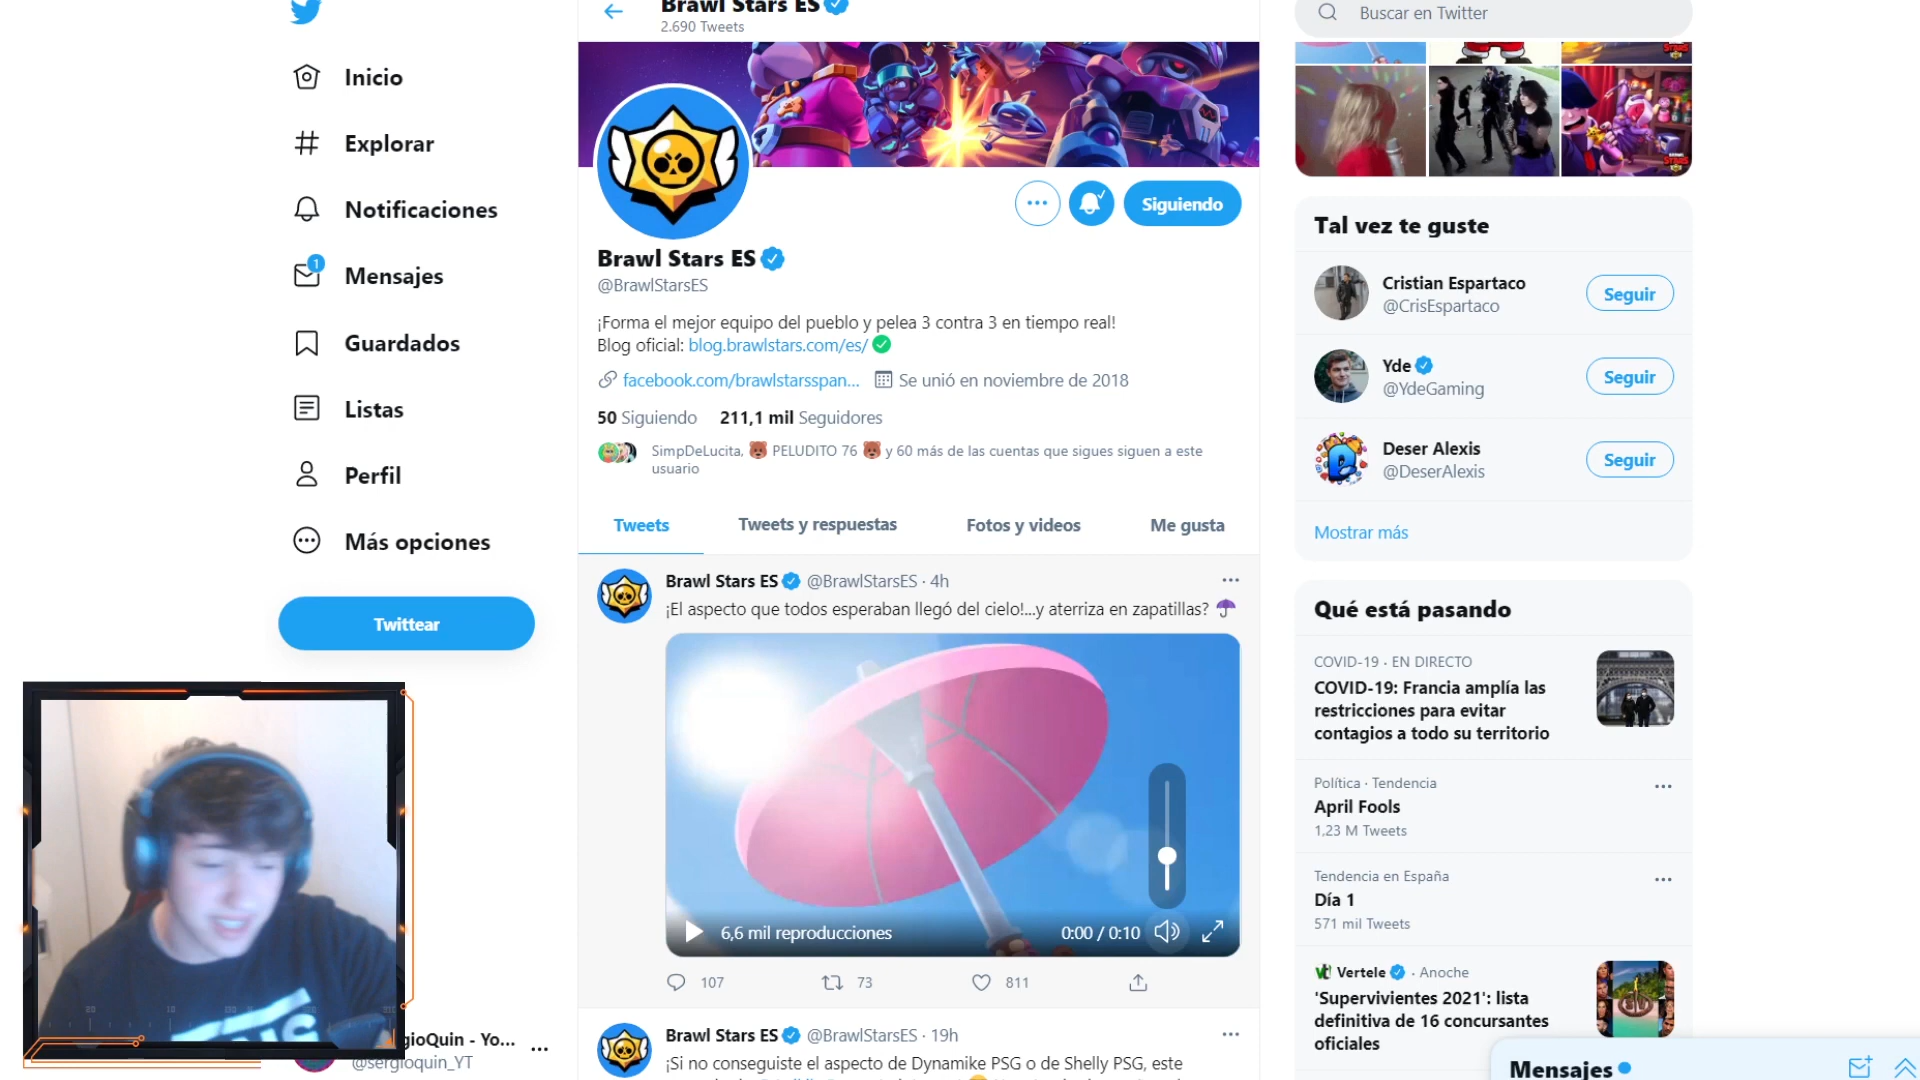 Brawl Stars ES
2.690 Tweets
Buscar en Twitter
Inicio
Explorar
Notificaciones
1
Mensajes
Guardados
Listas
Perfil
Más opciones
Twittear
Siguiendo
Brawl Stars ES
@BrawlStarsES
¡Forma el mejor equipo del pueblo y pelea 3 contra 3 en tiempo real!
Blog oficial: blog.brawlstars.com/es/
facebook.com/brawlstarsspan... Se unió en noviembre de 2018
50 Siguiendo 211,1 mil Seguidores
SimpDeLucita, 🐻 PELUDITO 76 🐻 y 60 más de las cuentas que sigues siguen a este
usuario
Tweets Tweets y respuestas Fotos y videos Me gusta
Brawl Stars ES @BrawlStarsES · 4h
¡El aspecto que todos esperaban llegó del cielo!...y aterriza en zapatillas? ☂
6,6 mil reproducciones 0:00 / 0:10
107 73 811
Brawl Stars ES @BrawlStarsES · 19h
¡Si no conseguiste el aspecto de Dynamike PSG o de Shelly PSG, este
Tal vez te guste
Cristian Espartaco
@CrisEspartaco
Seguir
Yde
@YdeGaming
Seguir
Deser Alexis
@DeserAlexis
Seguir
Mostrar más
Qué está pasando
COVID-19 · EN DIRECTO
COVID-19: Francia amplía las
restricciones para evitar
contagios a todo su territorio
Política · Tendencia
April Fools
1,23 M Tweets
Tendencia en España
Día 1
571 mil Tweets
Vertele · Anoche
'Supervivientes 2021': lista
definitiva de 16 concursantes
oficiales
Mensajes
gioQuin - Yo...
@sergioquin_YT